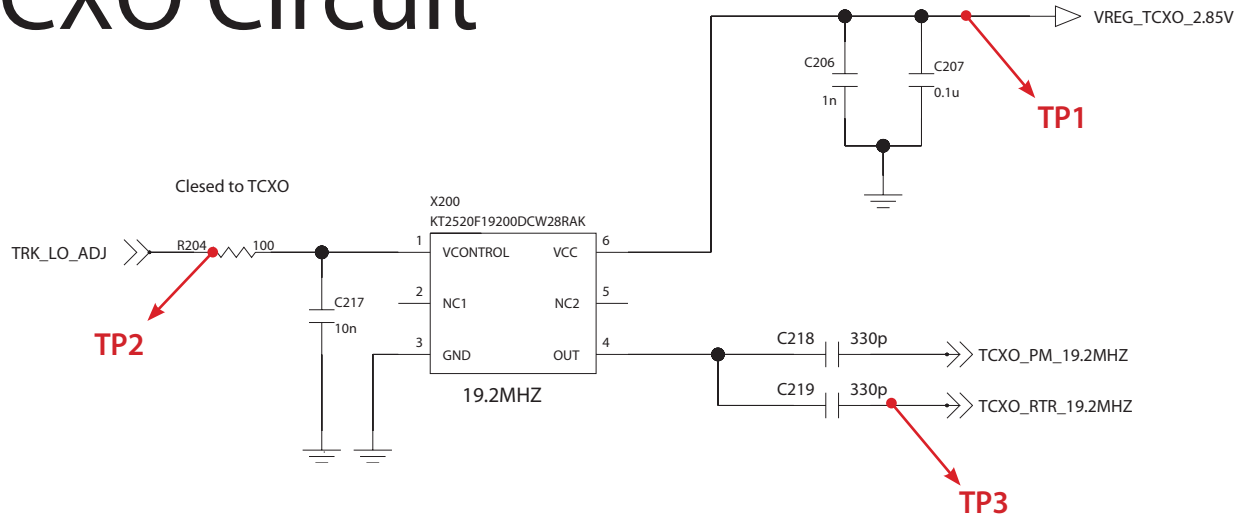 CXO Circuit
VREG_TCXO_2.85V
C206
1n
C207
0.1u
TP1
Clesed to TCXO
X200
KT2520F19200DCW28RAK
TRK_LO_ADJ
R204
100
1
VCONTROL
VCC
6
2
NC1
NC2
5
3
GND
OUT
4
19.2MHZ
C217
10n
TP2
C218
330p
TCXO_PM_19.2MHZ
C219
330p
TCXO_RTR_19.2MHZ
TP3